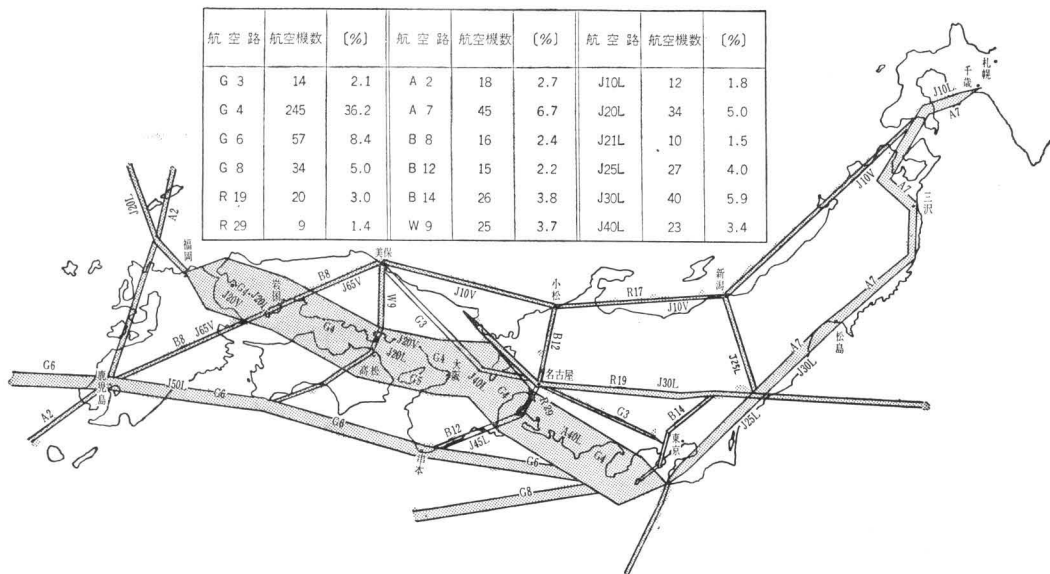 航空路 航空機数 〔%〕 航空路 航空機数 〔%〕 航空路 航空機数 〔%〕
G 3 14 2.1 A 2 18 2.7 J10L 12 1.8
G 4 245 36.2 A 7 45 6.7 J20L 34 5.0
G 6 57 8.4 B 8 16 2.4 J21L 10 1.5
G 8 34 5.0 B 12 15 2.2 J25L 27 4.0
R 19 20 3.0 B 14 26 3.8 J30L 40 5.9
R 29 9 1.4 W 9 25 3.7 J40L 23 3.4
札幌
千歳
J10L
A7
J10V
A7
三沢
J20L
A2
福岡
美保
小松
新潟
R17
J10V
A7
岩国
B8
J65V
J10V
G4
J20L
J20V
W9
G3
B12
松島
A7
J30L
G4
J20V
J20L
G4
大阪
J25L
B8
J65V
高松
G5
J40L
G4
名古屋
R19
J30L
G6
鹿児島
J50L
G6
R29
G3
B14
J25L
A2
G6
B12
J45L
A40L
東京
串本
G6
G4
G8